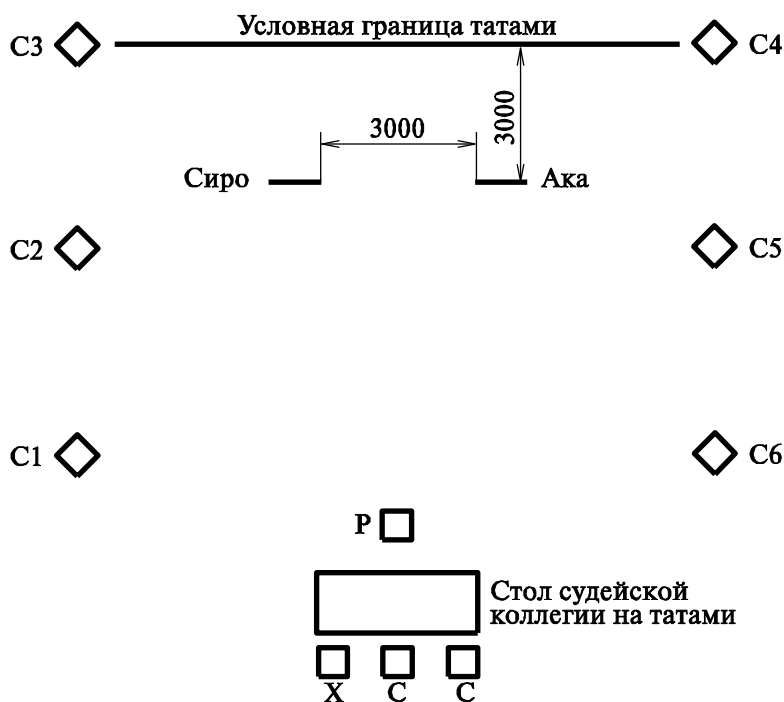 Условная граница татами
С3
С4
3000
3000
Сиро
Ака
С2
С5
С1
С6
Р
Стол судейской
коллегии на татами
Х
С
С